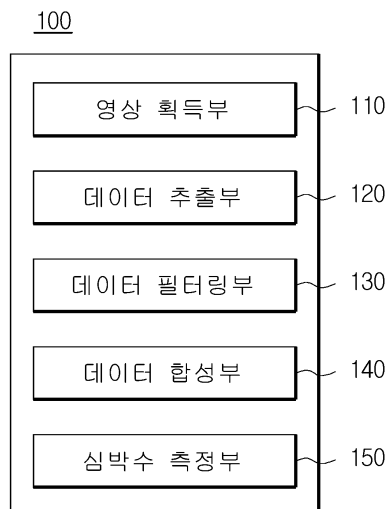 100
영상 획득부 110
데이터 추출부 120
데이터 필터링부 130
데이터 합성부 140
심박수 측정부 150